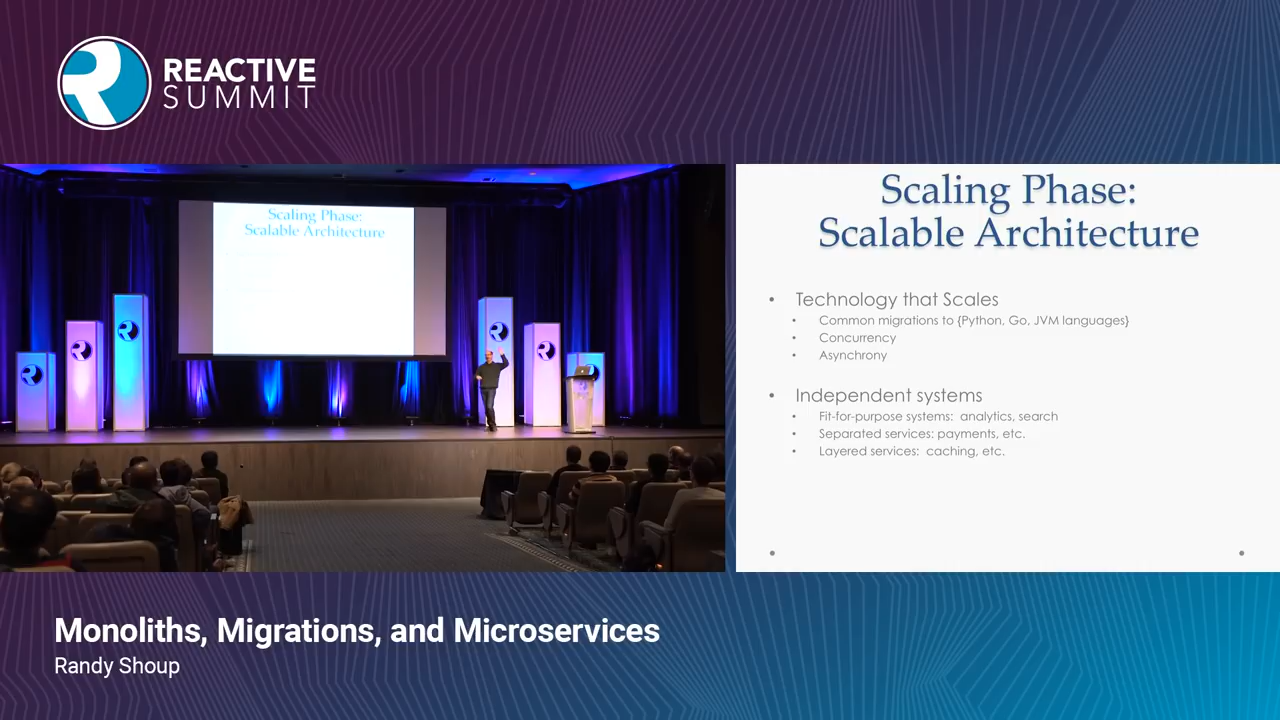 REACTIVE
SUMMIT
Scaling Phase:
Scalable Architecture
Scaling Phase:
Scalable Architecture
• Technology that Scales
• Common migrations to {Python, Go, JVM languages}
• Concurrency
• Asynchrony
• Independent systems
• Fit-for-purpose systems: analytics, search
• Separated services: payments, etc.
• Layered services: caching, etc.
Monoliths, Migrations, and Microservices
Randy Shoup